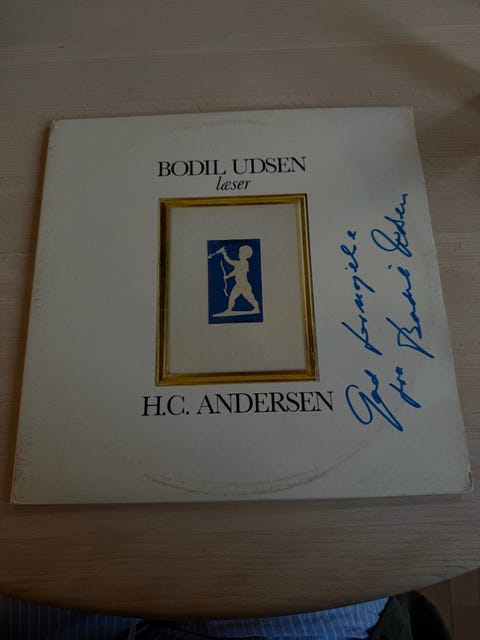 BODIL UDSEN
læser
H.C. ANDERSEN
God fornøjelse
fra Bodil Udsen